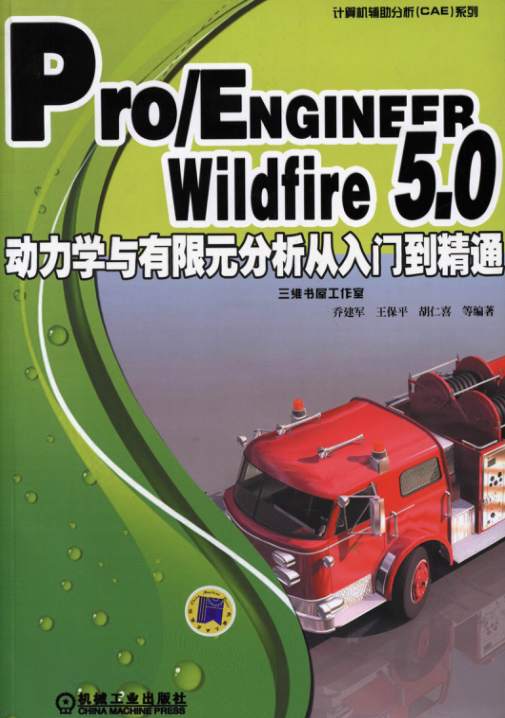 计算机辅助分析(CAE)系列
Pro/ENGINEER
Wildfire 5.0
动力学与有限元分析从入门到精通
三维书屋工作室
乔建军 王保平 胡仁喜 等编著
机械工业出版社
CHINA MACHINE PRESS